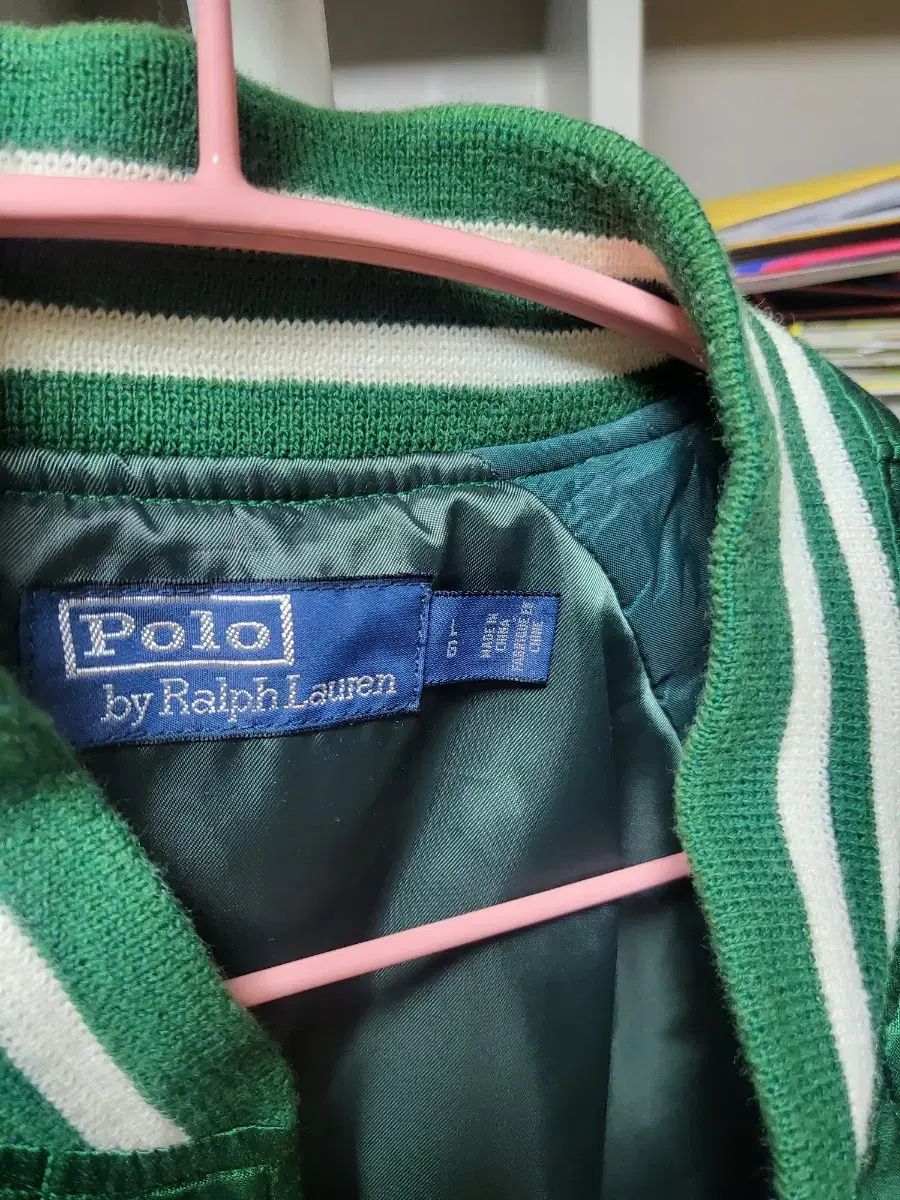 Polo
by Ralph Lauren
MADE IN
CHINA
FABRIQUE EN
CHINE